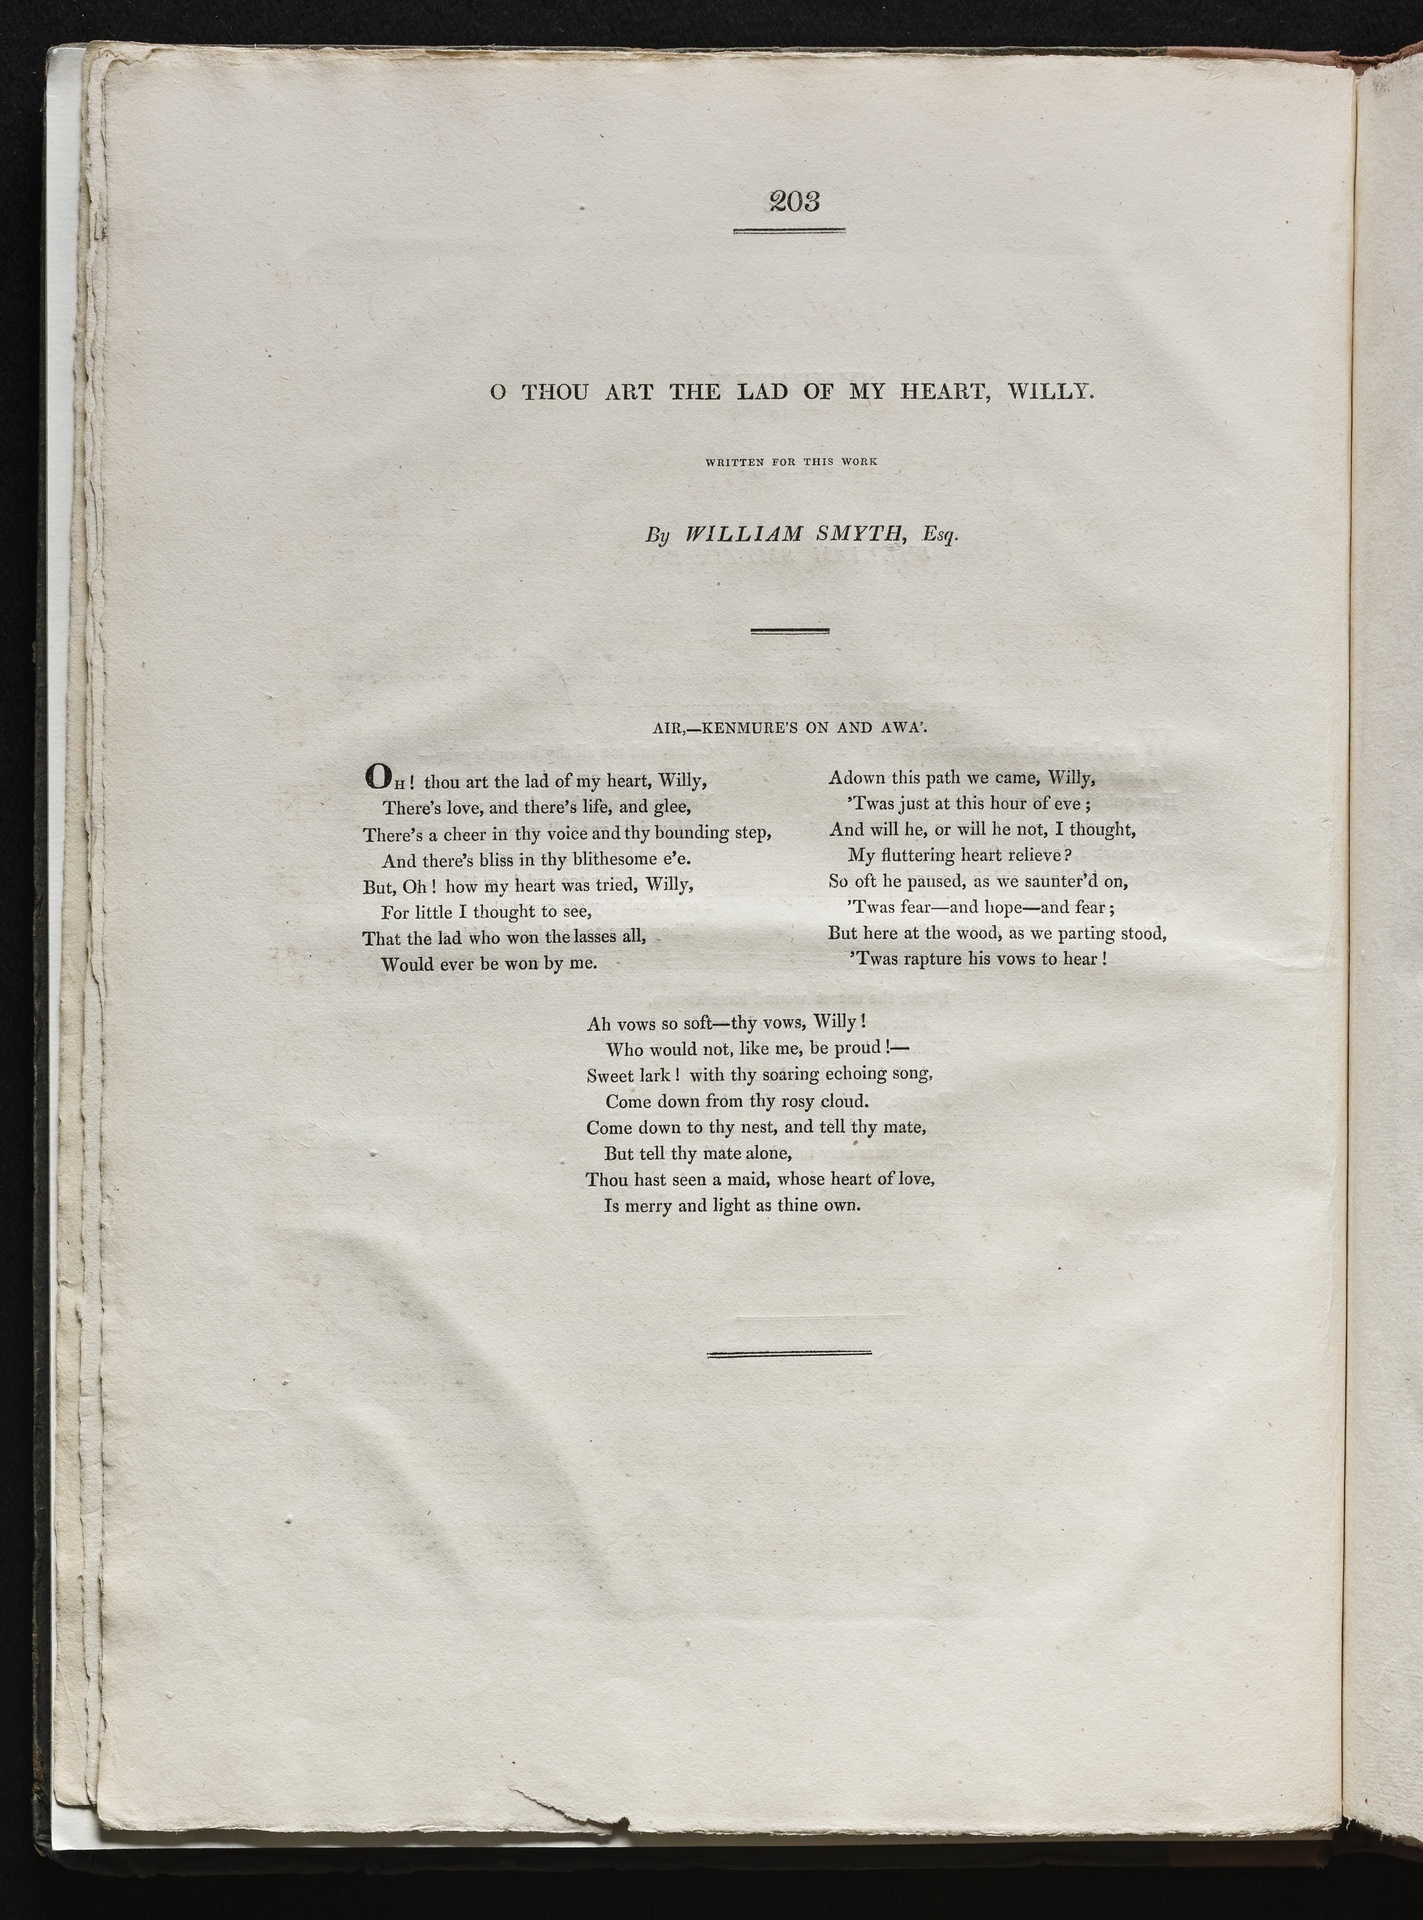 203
O THOU ART THE LAD OF MY HEART, WILLY.
WRITTEN FOR THIS WORK
By WILLIAM SMYTH, Esq.
AIR,—KENMURE'S ON AND AWA'.
OH! thou art the lad of my heart, Willy,
There's love, and there's life, and glee,
There's a cheer in thy voice and thy bounding step,
And there's bliss in thy blithesome e'e.
But, Oh! how my heart was tried, Willy,
For little I thought to see,
That the lad who won the lasses all,
Would ever be won by me.
Adown this path we came, Willy,
'Twas just at this hour of eve;
And will he, or will he not, I thought,
My fluttering heart relieve?
So oft he paused, as we saunter'd on,
'Twas fear—and hope—and fear;
But here at the wood, as we parting stood,
'Twas rapture his vows to hear!
Ah vows so soft—thy vows, Willy!
Who would not, like me, be proud!—
Sweet lark! with thy soaring echoing song,
Come down from thy rosy cloud.
Come down to thy nest, and tell thy mate,
But tell thy mate alone,
Thou hast seen a maid, whose heart of love,
Is merry and light as thine own.